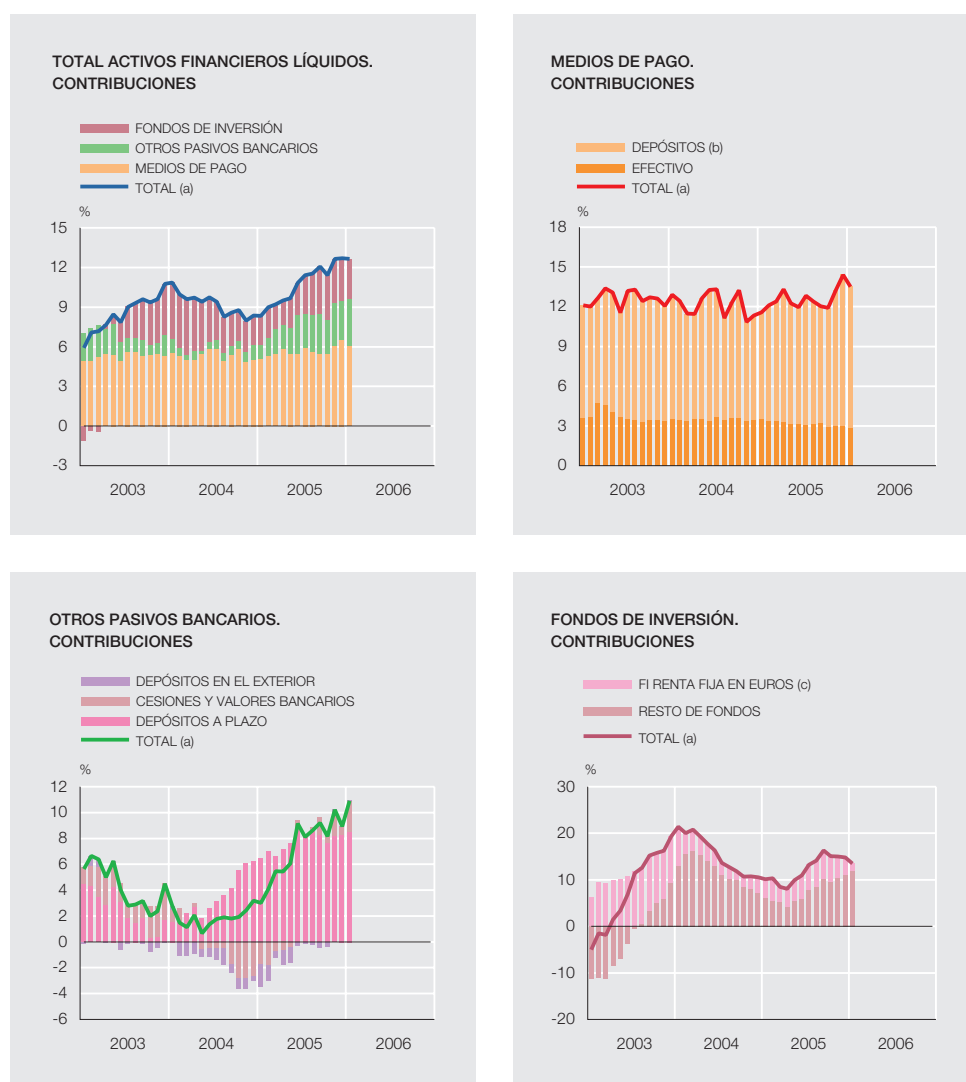 TOTAL ACTIVOS FINANCIEROS LÍQUIDOS.
CONTRIBUCIONES
FONDOS DE INVERSIÓN
OTROS PASIVOS BANCARIOS
MEDIOS DE PAGO
TOTAL (a)
%
15
12
9
6
3
0
-3
2003 2004 2005 2006
MEDIOS DE PAGO.
CONTRIBUCIONES
DEPÓSITOS (b)
EFECTIVO
TOTAL (a)
%
18
15
12
9
6
3
0
2003 2004 2005 2006
OTROS PASIVOS BANCARIOS.
CONTRIBUCIONES
DEPÓSITOS EN EL EXTERIOR
CESIONES Y VALORES BANCARIOS
DEPÓSITOS A PLAZO
TOTAL (a)
%
12
10
8
6
4
2
0
-2
-4
-6
2003 2004 2005 2006
FONDOS DE INVERSIÓN.
CONTRIBUCIONES
FI RENTA FIJA EN EUROS (c)
RESTO DE FONDOS
TOTAL (a)
%
30
20
10
0
-10
-20
2003 2004 2005 2006